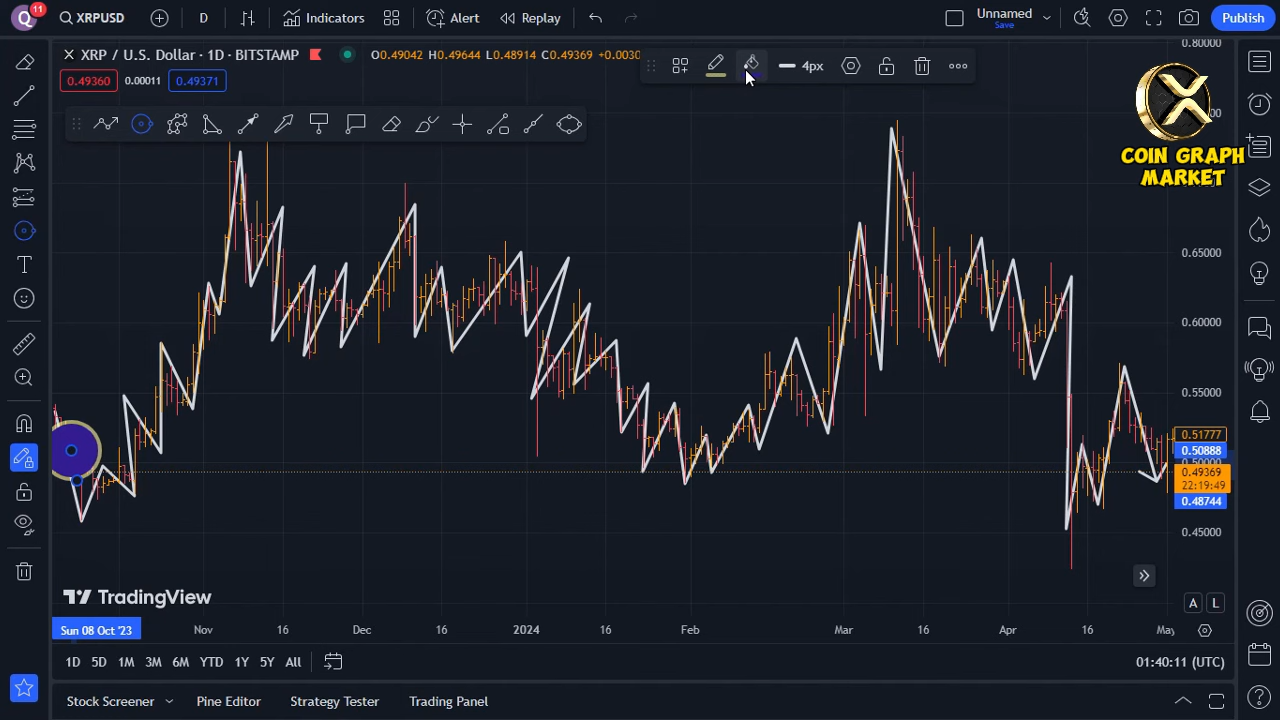 Q 11 XRPUSD D Indicators Alert Replay Unnamed Save Publish
XRP / U.S. Dollar · 1D · BITSTAMP O0.49042 H0.49644 L0.48914 C0.49369 +0.0030
4px
0.49360 0.00011 0.49371
0.80000
COIN GRAPH
MARKET
0.65000
0.60000
0.55000
0.51777
0.50888
0.49369
22:19:49
0.48744
0.45000
TradingView
A L
Sun 08 Oct '23 Nov 16 Dec 16 2024 16 Feb Mar 16 Apr 16 May
1D 5D 1M 3M 6M YTD 1Y 5Y All 01:40:11 (UTC)
Stock Screener Pine Editor Strategy Tester Trading Panel